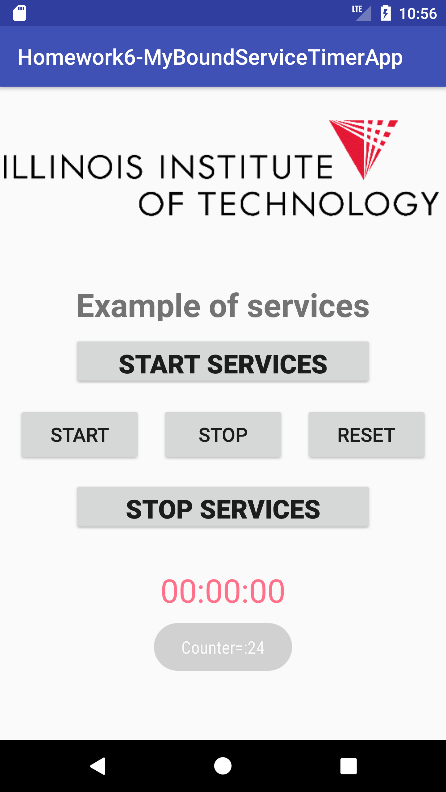 LTE 10:56
Homework6-MyBoundServiceTimerApp
ILLINOIS INSTITUTE
OF TECHNOLOGY
Example of services
START SERVICES
START STOP RESET
STOP SERVICES
00:00:00
Counter=:24